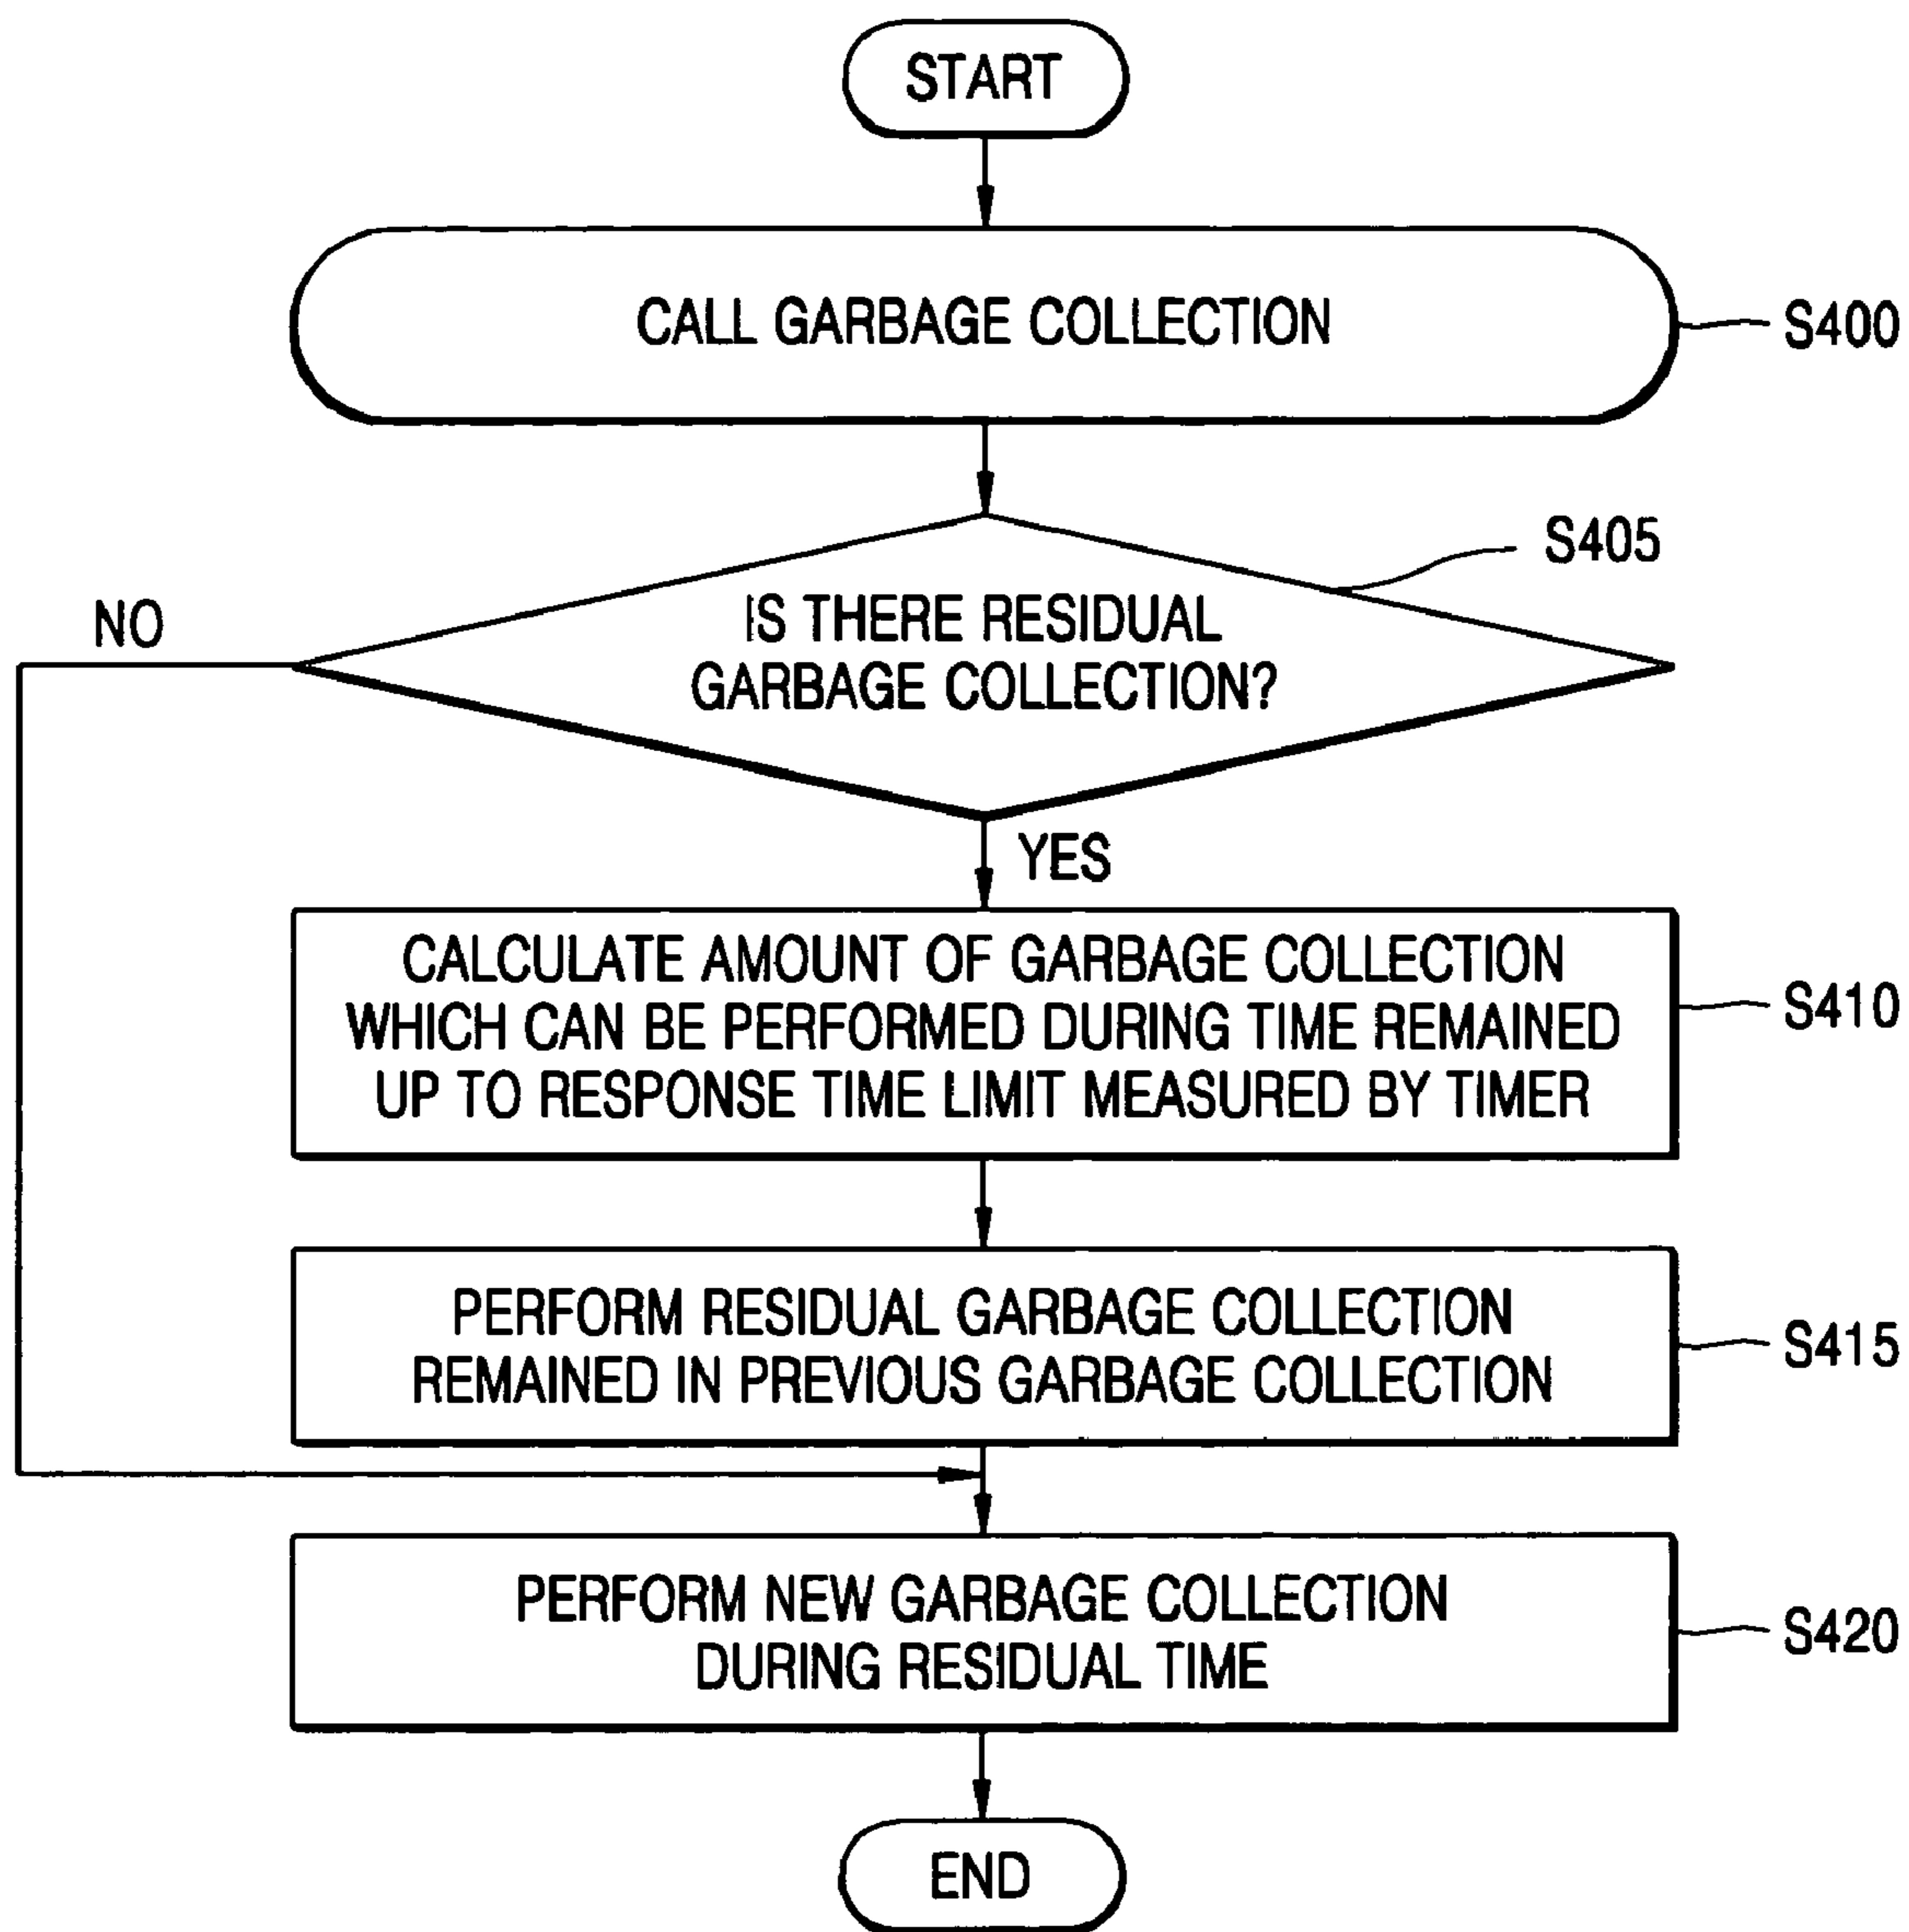 START
CALL GARBAGE COLLECTION
S400
S405
IS THERE RESIDUAL
GARBAGE COLLECTION?
NO
YES
CALCULATE AMOUNT OF GARBAGE COLLECTION
WHICH CAN BE PERFORMED DURING TIME REMAINED
UP TO RESPONSE TIME LIMIT MEASURED BY TIMER
S410
PERFORM RESIDUAL GARBAGE COLLECTION
REMAINED IN PREVIOUS GARBAGE COLLECTION
S415
PERFORM NEW GARBAGE COLLECTION
DURING RESIDUAL TIME
S420
END